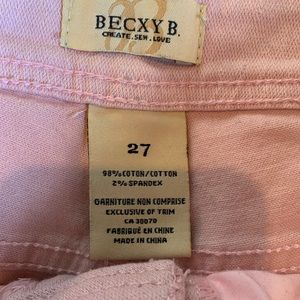 BECXY B.
CREATE. SEW. LOVE
27
98% COTON/COTTON
2% SPANDEX
GARNITURE NON COMPRISE
EXCLUSIVE OF TRIM
CA 38070
FABRIQUÉ EN CHINE
MADE IN CHINA